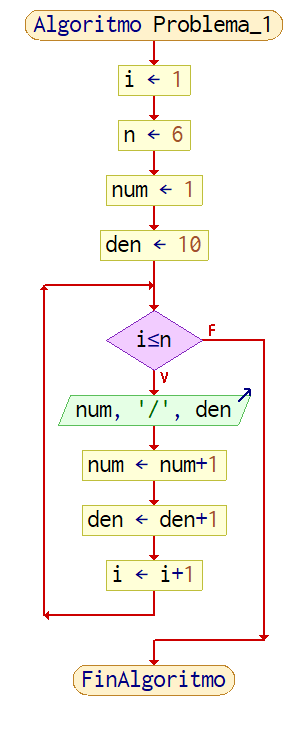 Algoritmo Problema_1
i ← 1
n ← 6
num ← 1
den ← 10
i≤n
F
V
num, '/', den
num ← num+1
den ← den+1
i ← i+1
FinAlgoritmo